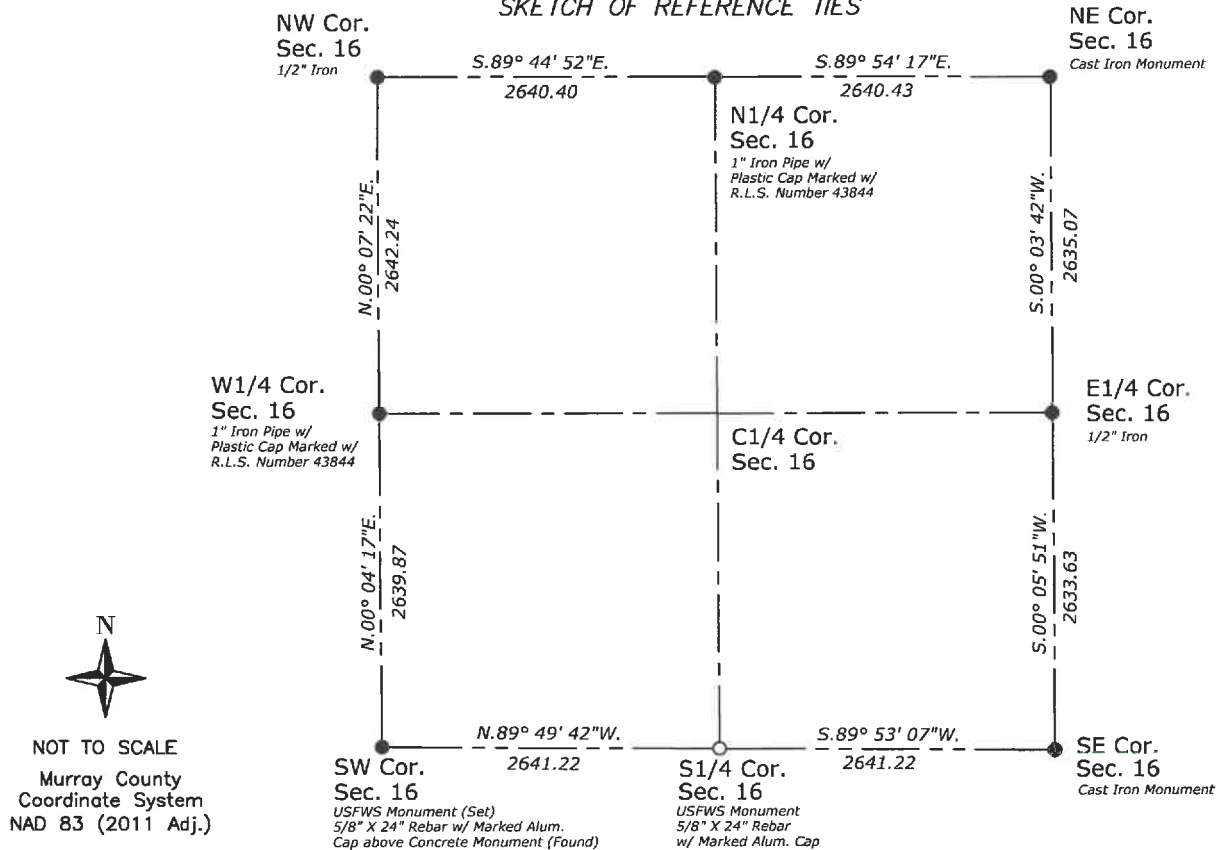 SKETCH OF REFERENCE TIES
NW Cor.
Sec. 16
1/2" Iron
S.89° 44' 52"E.
2640.40
S.89° 54' 17"E.
2640.43
NE Cor.
Sec. 16
Cast Iron Monument
N1/4 Cor.
Sec. 16
1" Iron Pipe w/
Plastic Cap Marked w/
R.L.S. Number 43844
N.00° 07' 22"E.
2642.24
S.00° 03' 42"W.
2635.07
W1/4 Cor.
Sec. 16
1" Iron Pipe w/
Plastic Cap Marked w/
R.L.S. Number 43844
C1/4 Cor.
Sec. 16
E1/4 Cor.
Sec. 16
1/2" Iron
N.00° 04' 17"E.
2639.87
S.00° 05' 51"W.
2633.63
N
NOT TO SCALE
Murray County
Coordinate System
NAD 83 (2011 Adj.)
N.89° 49' 42"W.
2641.22
S.89° 53' 07"W.
2641.22
SW Cor.
Sec. 16
USFWS Monument (Set)
5/8" X 24" Rebar w/ Marked Alum.
Cap above Concrete Monument (Found)
S1/4 Cor.
Sec. 16
USFWS Monument
5/8" X 24" Rebar
w/ Marked Alum. Cap
SE Cor.
Sec. 16
Cast Iron Monument